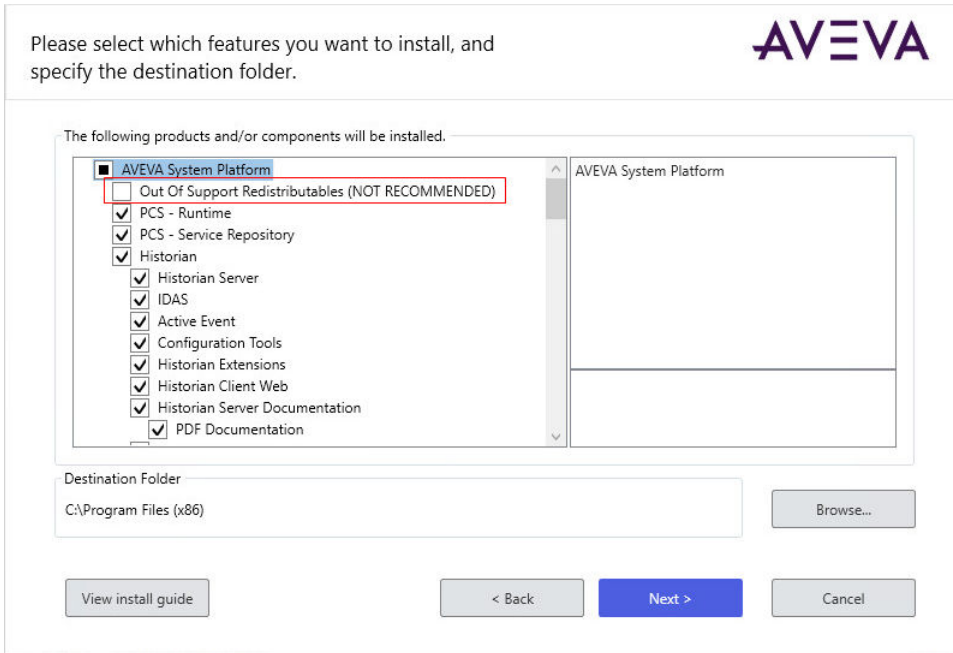 Please select which features you want to install, and
specify the destination folder.
AVEVA
The following products and/or components will be installed.
AVEVA System Platform
Out Of Support Redistributables (NOT RECOMMENDED)
PCS - Runtime
PCS - Service Repository
Historian
Historian Server
IDAS
Active Event
Configuration Tools
Historian Extensions
Historian Client Web
Historian Server Documentation
PDF Documentation
AVEVA System Platform
Destination Folder
C:\Program Files (x86)
Browse...
View install guide
< Back
Next >
Cancel